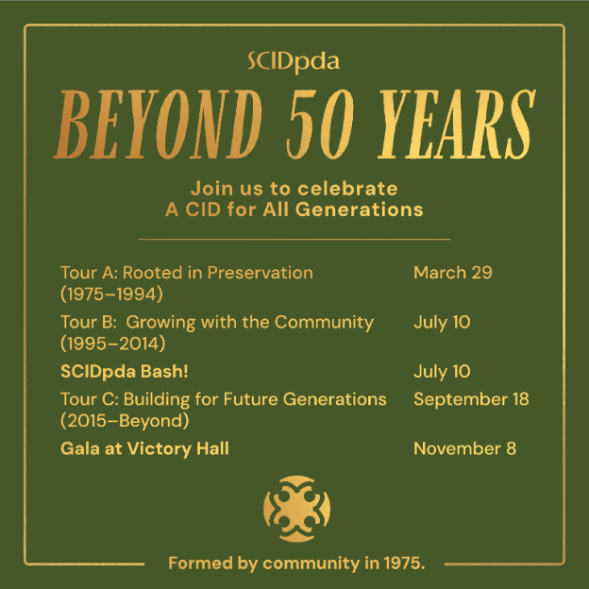 SCIDpda
BEYOND 50 YEARS
Join us to celebrate
A CID for All Generations
Tour A: Rooted in Preservation March 29
(1975–1994)
Tour B: Growing with the Community July 10
(1995–2014)
SCIDpda Bash! July 10
Tour C: Building for Future Generations September 18
(2015–Beyond)
Gala at Victory Hall November 8
Formed by community in 1975.